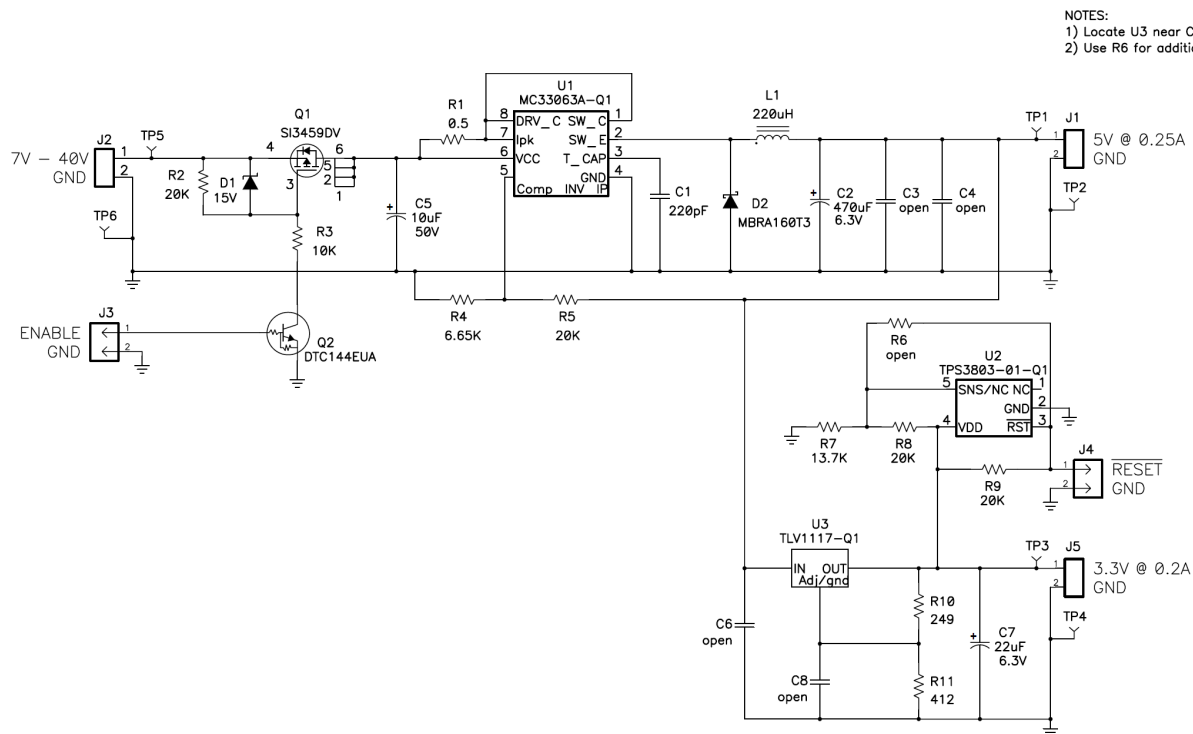 NOTES:
1) Locate U3 near C
2) Use R6 for additi
U1
MC33063A-Q1
8 DRV_C SW_C 1
7 Ipk SW_E 2
6 VCC T_CAP 3
GND 4
5 Comp INV_IP
R1
0.5
L1
220uH
Q1
SI3459DV
4
3
6
5
2
1
TP5
J2
7V – 40V 1
GND 2
TP6
R2
20K
D1
15V
R3
10K
C5
+
10uF
50V
C1
220pF
D2
MBRA160T3
C2
+
470uF
6.3V
C3
open
C4
open
TP1
J1
1 5V @ 0.25A
2 GND
TP2
R4
6.65K
R5
20K
J3
ENABLE 1
GND 2
Q2
DTC144EUA
R6
open
U2
TPS3803-01-Q1
5 SNS/NC NC 1
GND 2
4 VDD RST 3
R7
13.7K
R8
20K
R9
20K
J4
1 RESET
2 GND
U3
TLV1117-Q1
IN OUT
Adj/gnd
TP3
J5
1 3.3V @ 0.2A
2 GND
TP4
C6
open
R10
249
C7
+
22uF
6.3V
C8
open
R11
412